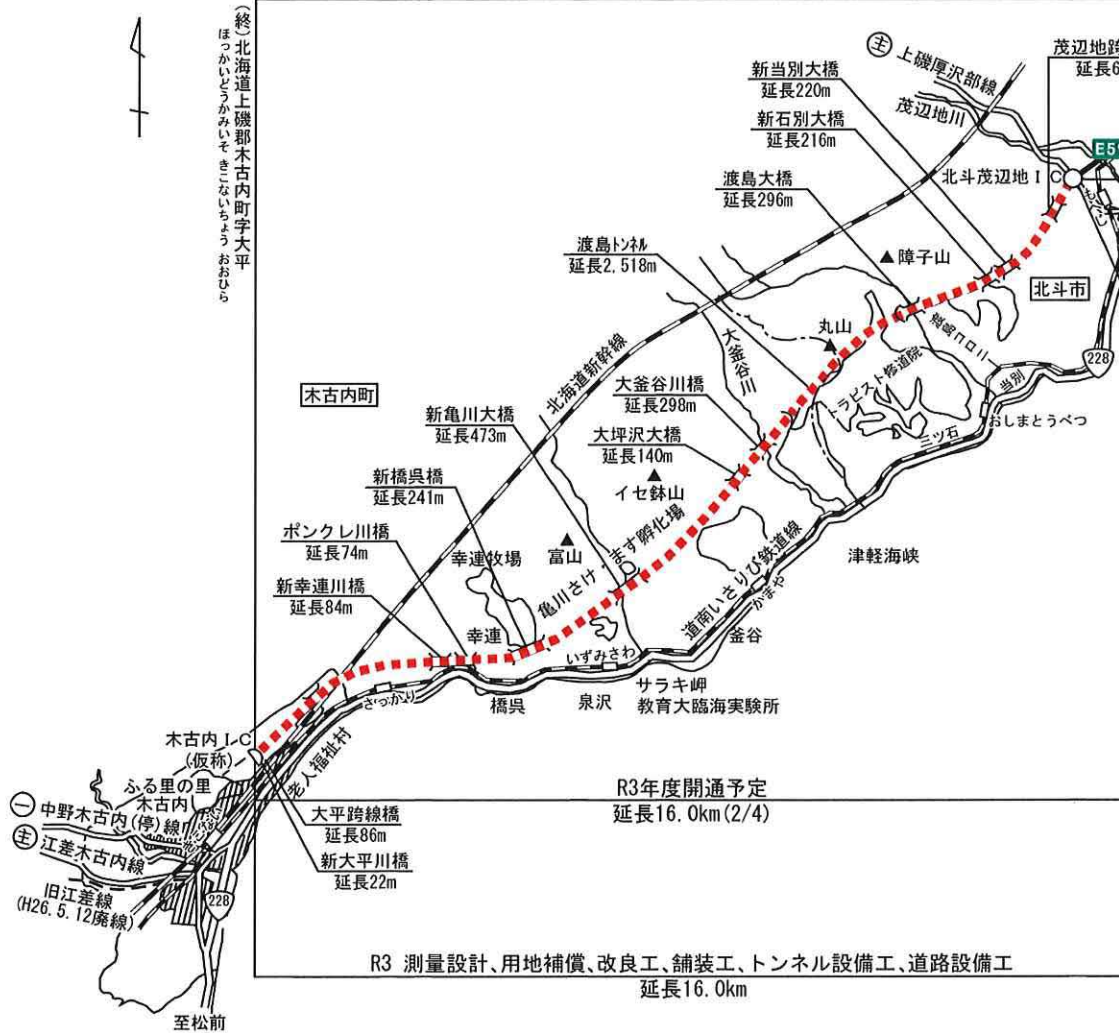 (終)北海道上磯郡木古内町字大平
ほっかいどうかみいそ きこないちょう おおひら
主 上磯厚沢部線
茂辺地川
茂辺地跨
延長6
新当別大橋
延長220m
新石別大橋
延長216m
E59
北斗茂辺地IC
もへじ
渡島大橋
延長296m
障子山
渡島トンネル
延長2,518m
北斗市
228
丸山
トラピスト修道院
当別
おしまとうべつ
三ツ石
大釜谷川
北海道新幹線
木古内町
大釜谷川橋
延長298m
新亀川大橋
延長473m
大坪沢大橋
延長140m
イセ鉢山
新橋呉橋
延長241m
ポンクレ川橋
延長74m
幸連牧場
富山
亀川さけ・ます孵化場
道南いさりび鉄道線
津軽海峡
かまや
釜谷
新幸連川橋
延長84m
幸連
いずみさわ
さっかり
橋呉
泉沢
サラキ岬
教育大臨海実験所
木古内IC
(仮称)
老人福祉村
ふる里の里
木古内
きこない
一 中野木古内(停)線
主 江差木古内線
大平跨線橋
延長86m
新大平川橋
延長22m
旧江差線
(H26.5.12廃線)
228
R3年度開通予定
延長16.0km(2/4)
R3 測量設計、用地補償、改良工、舗装工、トンネル設備工、道路設備工
延長16.0km
至松前